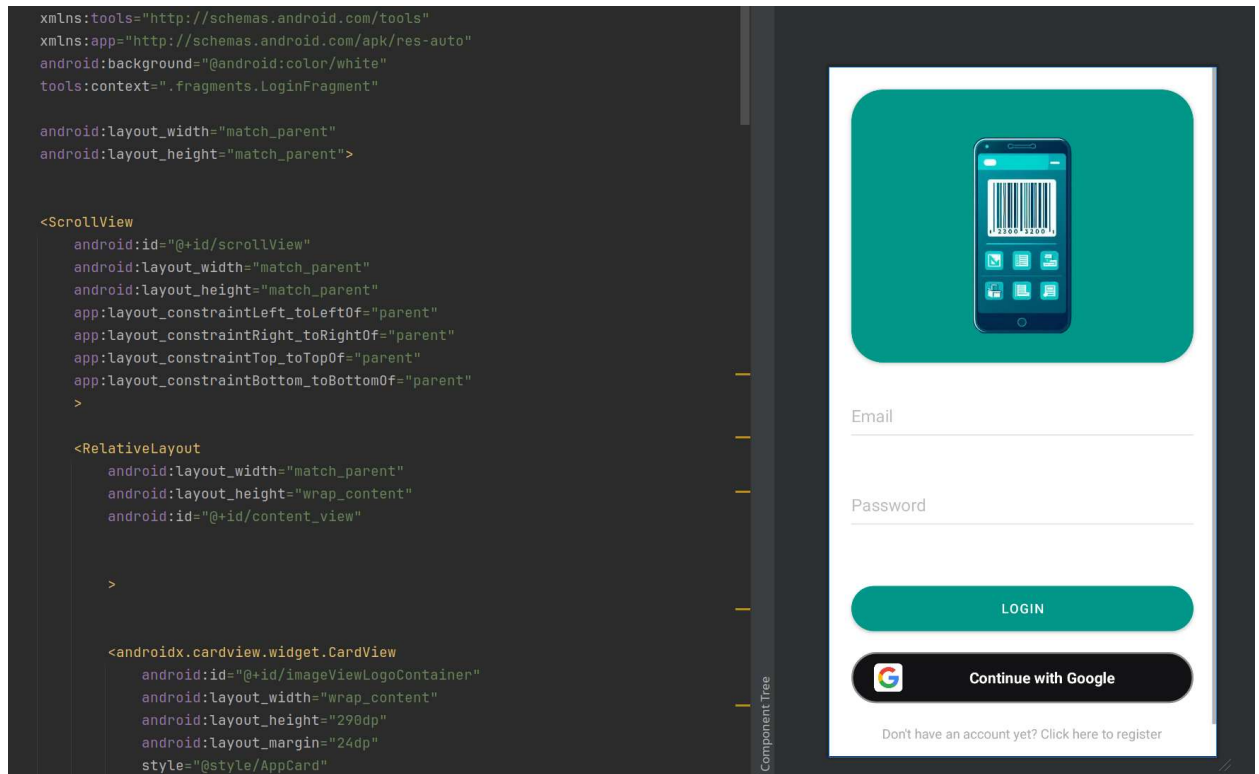 xmlns:tools="http://schemas.android.com/tools"
xmlns:app="http://schemas.android.com/apk/res-auto"
android:background="@android:color/white"
tools:context=".fragments.LoginFragment"
android:layout_width="match_parent"
android:layout_height="match_parent">
<ScrollView
android:id="@+id/scrollView"
android:layout_width="match_parent"
android:layout_height="match_parent"
app:layout_constraintLeft_toLeftOf="parent"
app:layout_constraintRight_toRightOf="parent"
app:layout_constraintTop_toTopOf="parent"
app:layout_constraintBottom_toBottomOf="parent"
>
<RelativeLayout
android:layout_width="match_parent"
android:layout_height="wrap_content"
android:id="@+id/content_view"
>
<androidx.cardview.widget.CardView
android:id="@+id/imageViewLogoContainer"
android:layout_width="wrap_content"
android:layout_height="290dp"
android:layout_margin="24dp"
style="@style/AppCard"
Component Tree
2300 3200
Email
Password
LOGIN
Continue with Google
Don't have an account yet? Click here to register